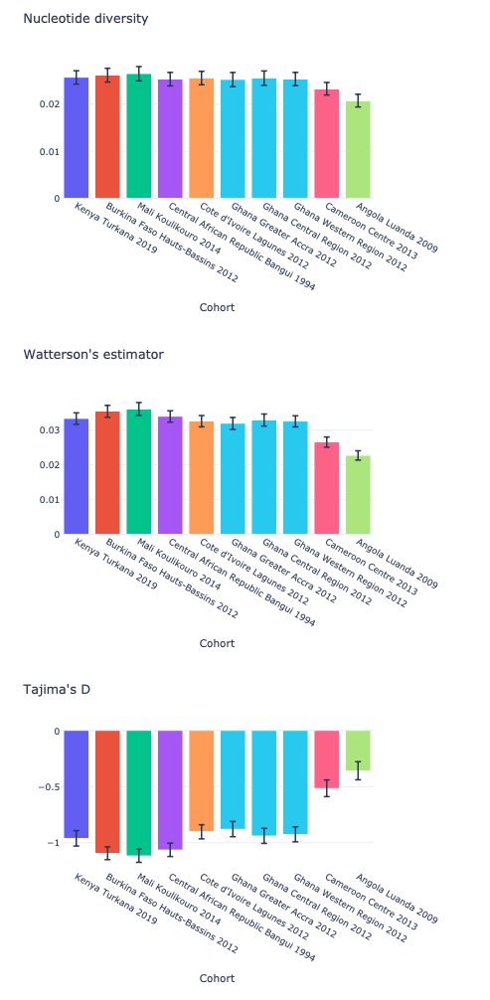 Nucleotide diversity
0.02
0.01
0
Kenya Turkana 2019
Burkina Faso Hauts-Bassins 2012
Mali Koulikouro 2014
Central African Republic Bangui 1994
Cote d'Ivoire Lagunes 2012
Ghana Greater Accra 2012
Ghana Central Region 2012
Ghana Western Region 2012
Cameroon Centre 2013
Angola Luanda 2009
Cohort
Watterson's estimator
0.03
0.02
0.01
0
Kenya Turkana 2019
Burkina Faso Hauts-Bassins 2012
Mali Koulikouro 2014
Central African Republic Bangui 1994
Cote d'Ivoire Lagunes 2012
Ghana Greater Accra 2012
Ghana Central Region 2012
Ghana Western Region 2012
Cameroon Centre 2013
Angola Luanda 2009
Cohort
Tajima's D
0
−0.5
−1
Kenya Turkana 2019
Burkina Faso Hauts-Bassins 2012
Mali Koulikouro 2014
Central African Republic Bangui 1994
Cote d'Ivoire Lagunes 2012
Ghana Greater Accra 2012
Ghana Central Region 2012
Ghana Western Region 2012
Cameroon Centre 2013
Angola Luanda 2009
Cohort